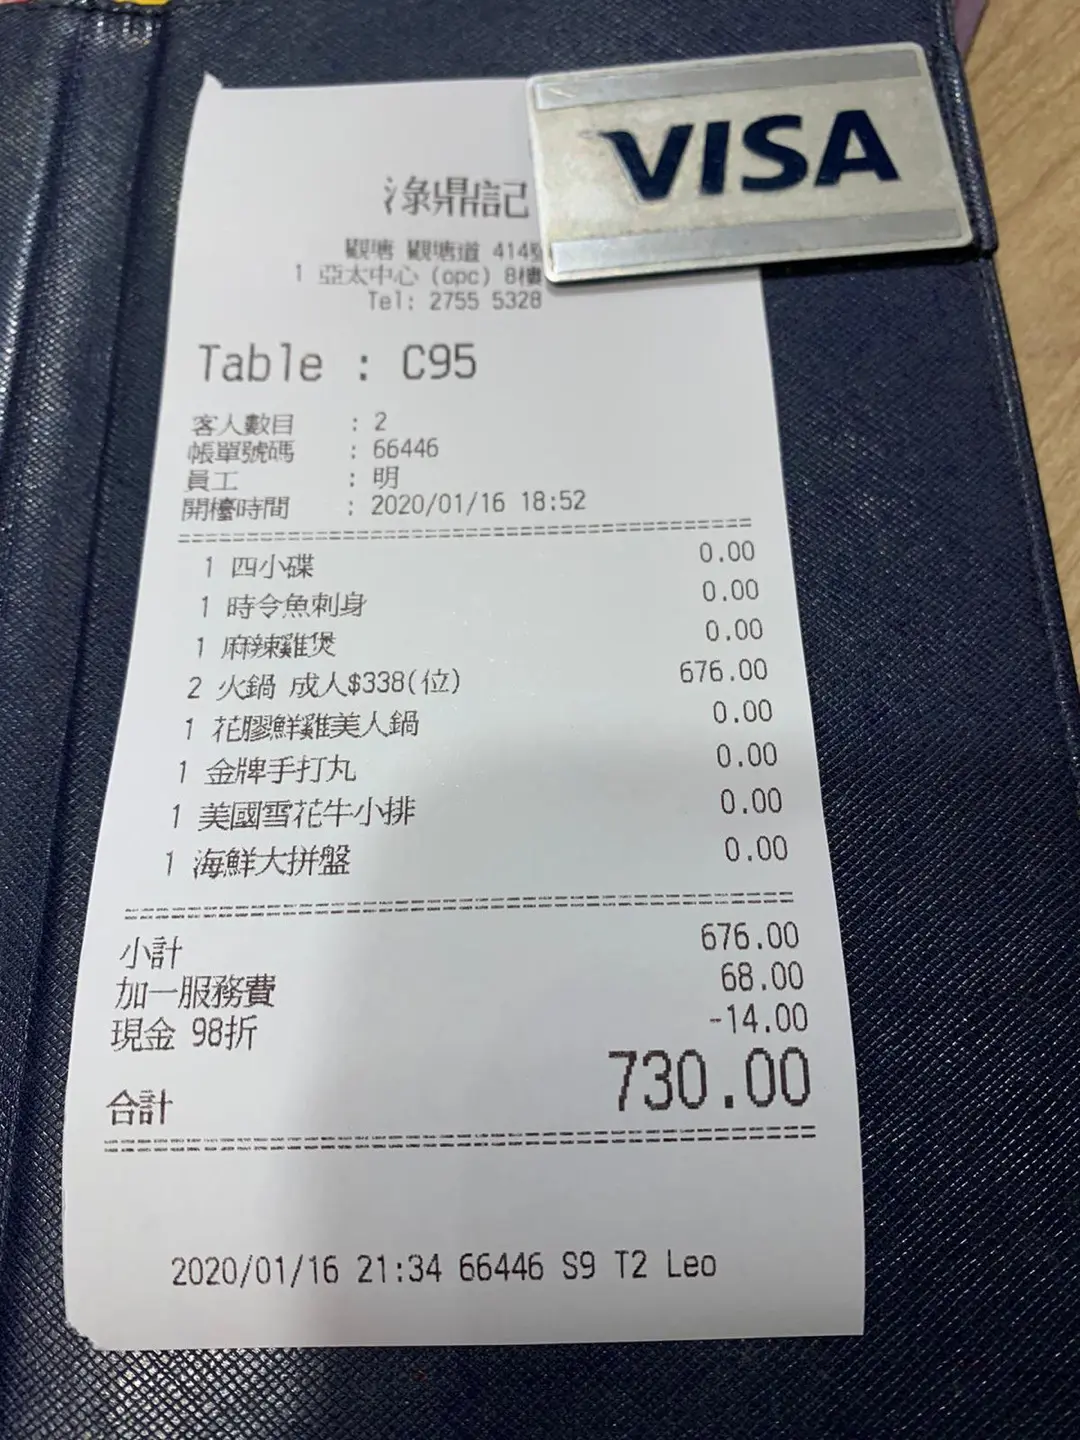 VISA
淥鼎記
觀塘 觀塘道 414號
1 亞太中心 (opc) 8樓
Tel: 2755 5328
Table : C95
客人數目 : 2
帳單號碼 : 66446
員工 : 明
開檯時間 : 2020/01/16 18:52
1 四小碟 0.00
1 時令魚刺身 0.00
1 麻辣雞煲 0.00
2 火鍋 成人$338(位) 676.00
1 花膠鮮雞美人鍋 0.00
1 金牌手打丸 0.00
1 美國雪花牛小排 0.00
1 海鮮大拼盤 0.00
小計 676.00
加一服務費 68.00
現金 98折 -14.00
合計 730.00
2020/01/16 21:34 66446 S9 T2 Leo